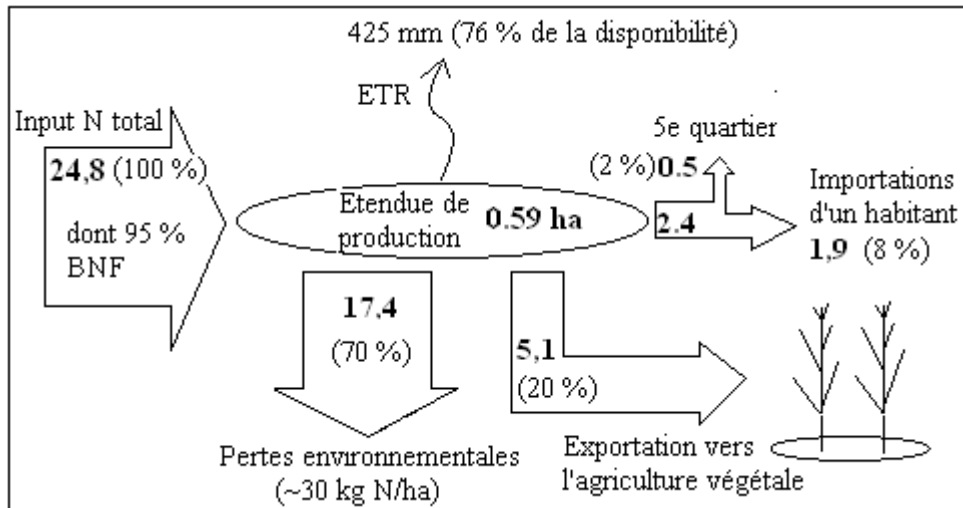 425 mm (76 % de la disponibilité)
ETR
Input N total
24,8 (100 %)
dont 95 %
BNF
Etendue de
production
0.59 ha
5e quartier
(2 %)0.5
2.4
Importations
d'un habitant
1,9 (8 %)
17,4
(70 %)
5,1
(20 %)
Pertes environnementales
(~30 kg N/ha)
Exportation vers
l'agriculture végétale